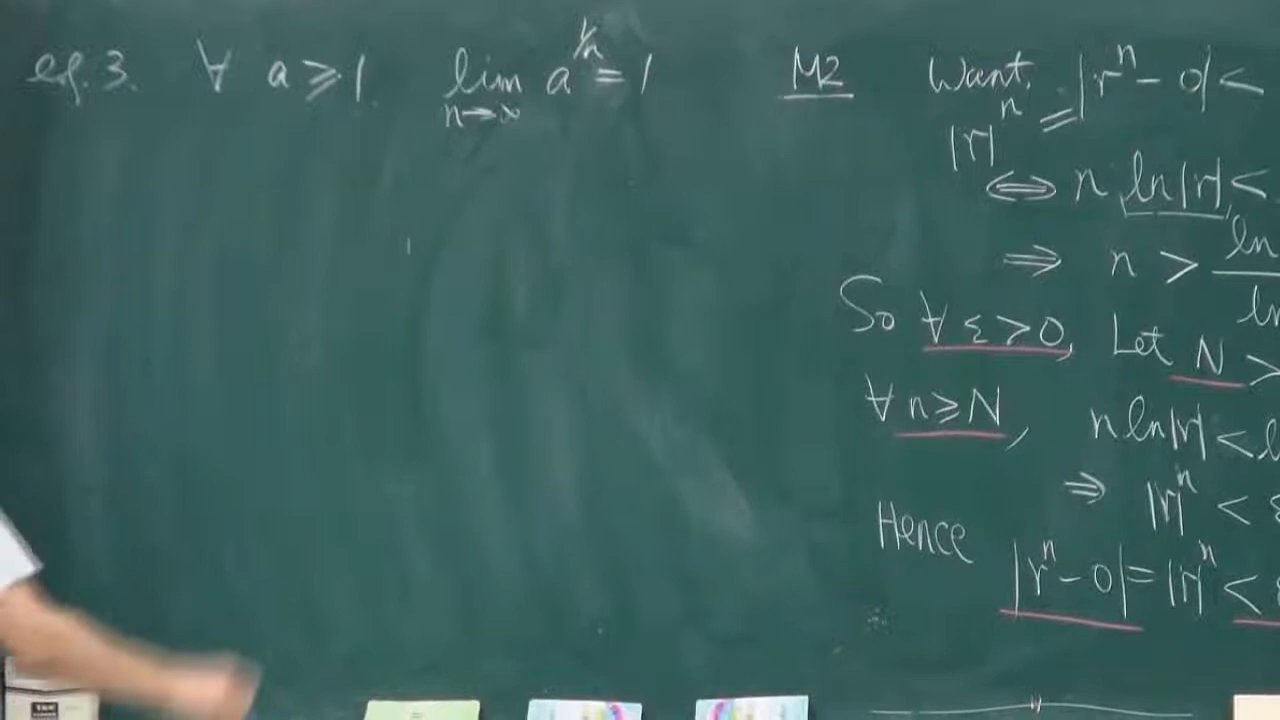 eg.3. ∀ a ⩾ 1 lim a^{1/n} = 1
n→∞
M2 Want |r^n - 0| <
|r|^n =
⟺ n ln|r| <
⟹ n > ln
ln
So ∀ ε > 0, Let N >
∀ n ⩾ N, n ln|r| < l
⇒ |r|^n < ε
Hence |r^n - 0| = |r|^n < ε